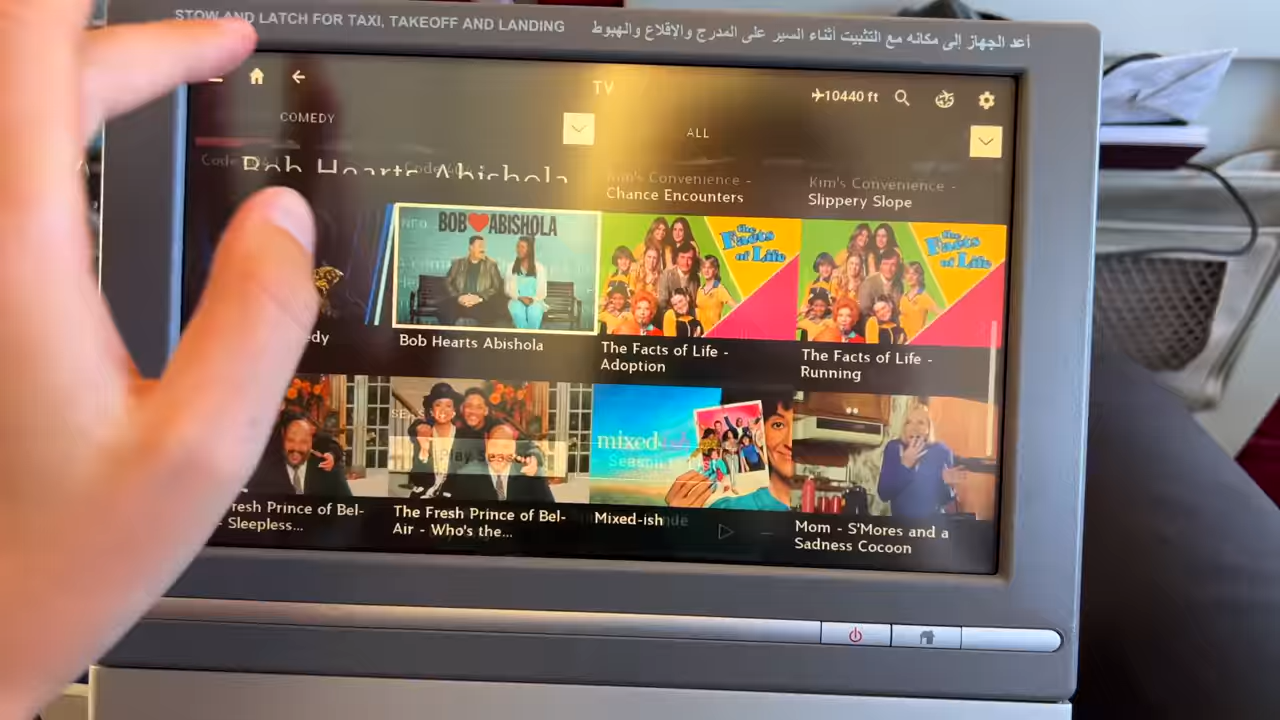 STOW AND LATCH FOR TAXI, TAKEOFF AND LANDING
أعد الجهاز إلى مكانه مع التثبيت أثناء السير على المدرج والإقلاع والهبوط
TV
10440 ft
COMEDY
ALL
Bob Hearts Abishola
Kim's Convenience -
Chance Encounters
Kim's Convenience -
Slippery Slope
BOB ABISHOLA
the Facts of Life
the Facts of Life
Bob Hearts Abishola
The Facts of Life -
Adoption
The Facts of Life -
Running
mixed-ish
Play Season
Fresh Prince of Bel-
- Sleepless...
The Fresh Prince of Bel-
Air - Who's the...
Mixed-ish
Mom - S'Mores and a
Sadness Cocoon